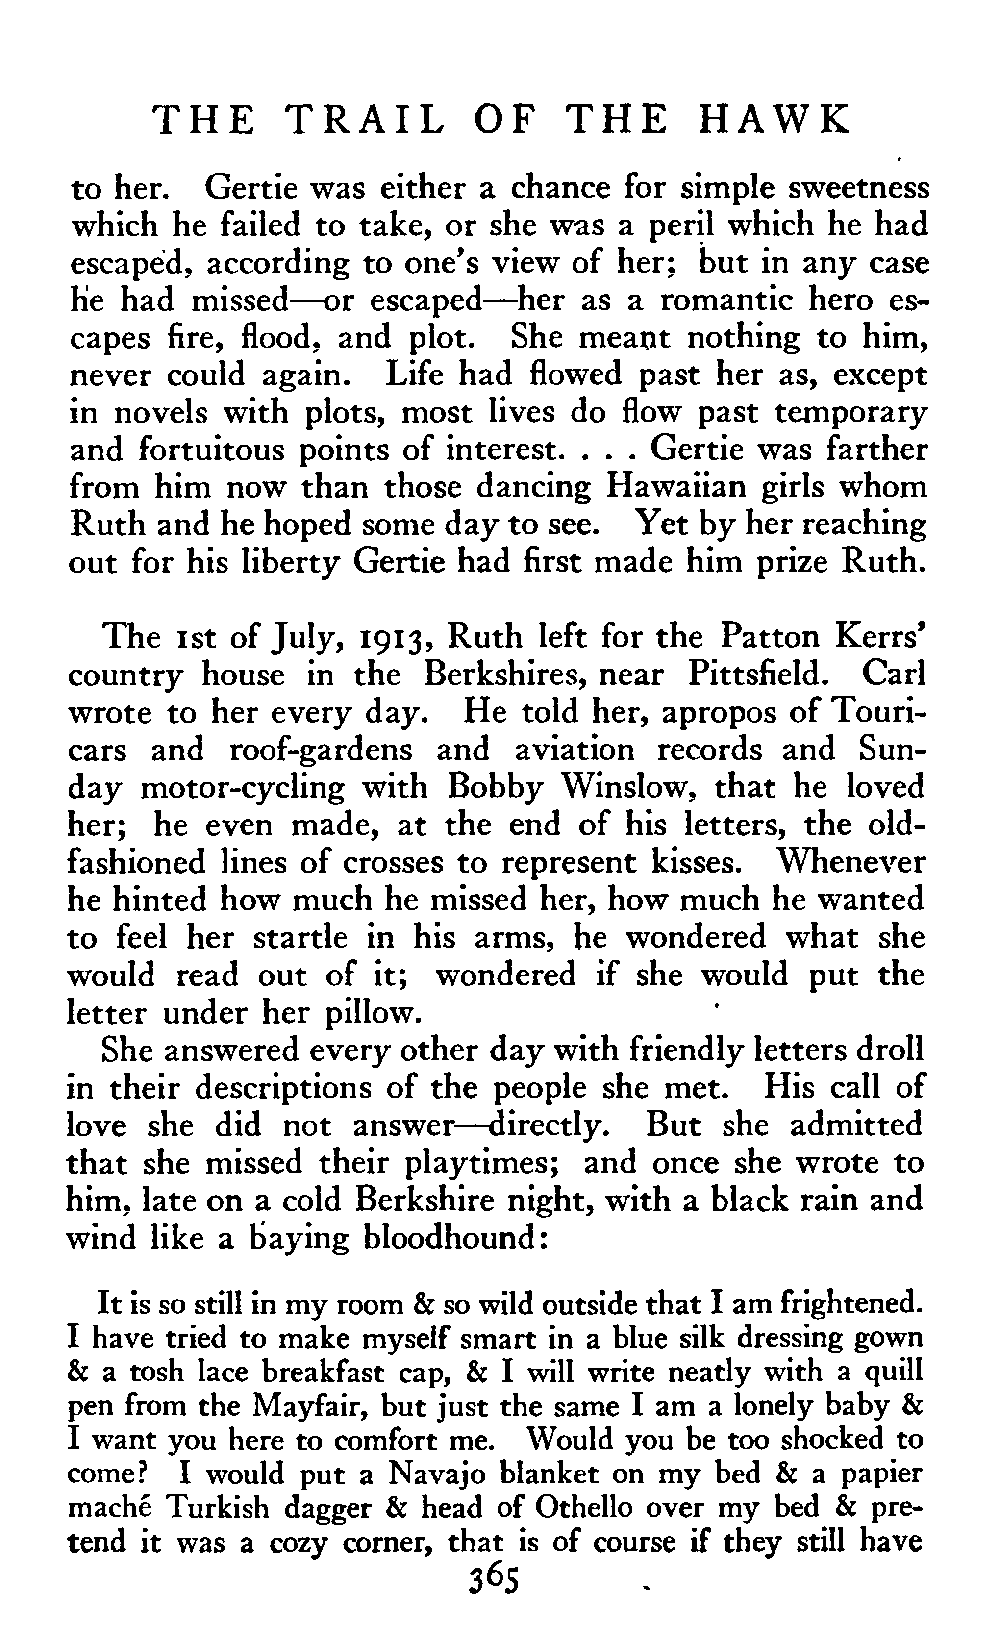 THE TRAIL OF THE HAWK
to her. Gertie was either a chance for simple sweetness
which he failed to take, or she was a peril which he had
escaped, according to one's view of her; but in any case
he had missed—or escaped—her as a romantic hero es-
capes fire, flood, and plot. She meant nothing to him,
never could again. Life had flowed past her as, except
in novels with plots, most lives do flow past temporary
and fortuitous points of interest. . . . Gertie was farther
from him now than those dancing Hawaiian girls whom
Ruth and he hoped some day to see. Yet by her reaching
out for his liberty Gertie had first made him prize Ruth.
The 1st of July, 1913, Ruth left for the Patton Kerrs'
country house in the Berkshires, near Pittsfield. Carl
wrote to her every day. He told her, apropos of Touri-
cars and roof-gardens and aviation records and Sun-
day motor-cycling with Bobby Winslow, that he loved
her; he even made, at the end of his letters, the old-
fashioned lines of crosses to represent kisses. Whenever
he hinted how much he missed her, how much he wanted
to feel her startle in his arms, he wondered what she
would read out of it; wondered if she would put the
letter under her pillow.
She answered every other day with friendly letters droll
in their descriptions of the people she met. His call of
love she did not answer—directly. But she admitted
that she missed their playtimes; and once she wrote to
him, late on a cold Berkshire night, with a black rain and
wind like a baying bloodhound:
It is so still in my room & so wild outside that I am frightened.
I have tried to make myself smart in a blue silk dressing gown
& a tosh lace breakfast cap, & I will write neatly with a quill
pen from the Mayfair, but just the same I am a lonely baby &
I want you here to comfort me. Would you be too shocked to
come? I would put a Navajo blanket on my bed & a papier
maché Turkish dagger & head of Othello over my bed & pre-
tend it was a cozy corner, that is of course if they still have
365